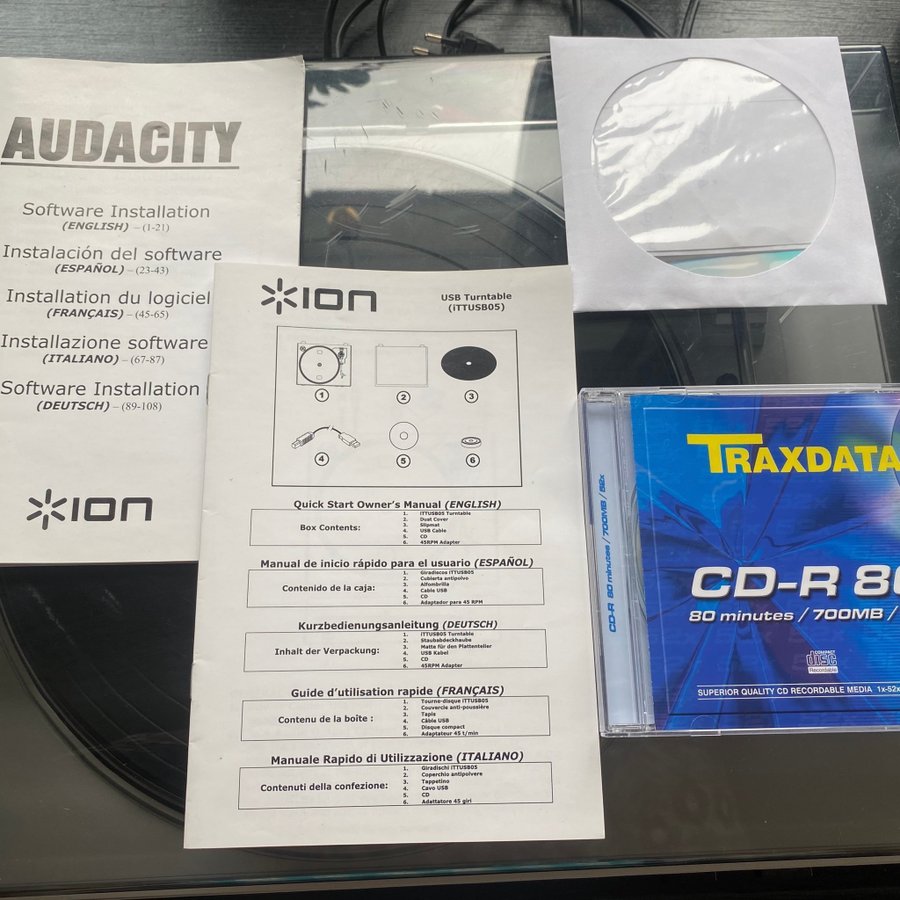 AUDACITY
Software Installation
(ENGLISH) – (1-21)
Instalación del software
(ESPAÑOL) – (23-43)
Installation du logiciel
(FRANÇAIS) – (45-65)
Installazione software
(ITALIANO) – (67-87)
Software Installation
(DEUTSCH) – (89-108)
ION
ION
USB Turntable
(iTTUSB05)
1
2
3
4
5
6
Quick Start Owner's Manual (ENGLISH)
Box Contents:
1. iTTUSB05 Turntable
2. Dust Cover
3. Slipmat
4. USB Cable
5. CD
6. 45RPM Adapter
Manual de inicio rápido para el usuario (ESPAÑOL)
Contenido de la caja:
1. Giradiscos iTTUSB05
2. Cubierta antipolvo
3. Alfombrilla
4. Cable USB
5. CD
6. Adaptador para 45 RPM
Kurzbedienungsanleitung (DEUTSCH)
Inhalt der Verpackung:
1. iTTUSB05 Turntable
2. Staubabdeckhaube
3. Matte für den Plattenteller
4. USB Kabel
5. CD
6. 45RPM Adapter
Guide d'utilisation rapide (FRANÇAIS)
Contenu de la boîte :
1. Tourne-disque iTTUSB05
2. Couvercle anti-poussière
3. Tapis
4. Câble USB
5. Disque compact
6. Adaptateur 45 t/min
Manuale Rapido di Utilizzazione (ITALIANO)
Contenuti della confezione:
1. Giradischi iTTUSB05
2. Coperchio antipolvere
3. Tappetino
4. Cavo USB
5. CD
6. Adattatore 45 giri
CD-R 80 minutes / 700MB / 52x
TRAXDATA
CD-R 80
80 minutes / 700MB /
COMPACT
disc
Recordable
SUPERIOR QUALITY CD RECORDABLE MEDIA 1x-52x